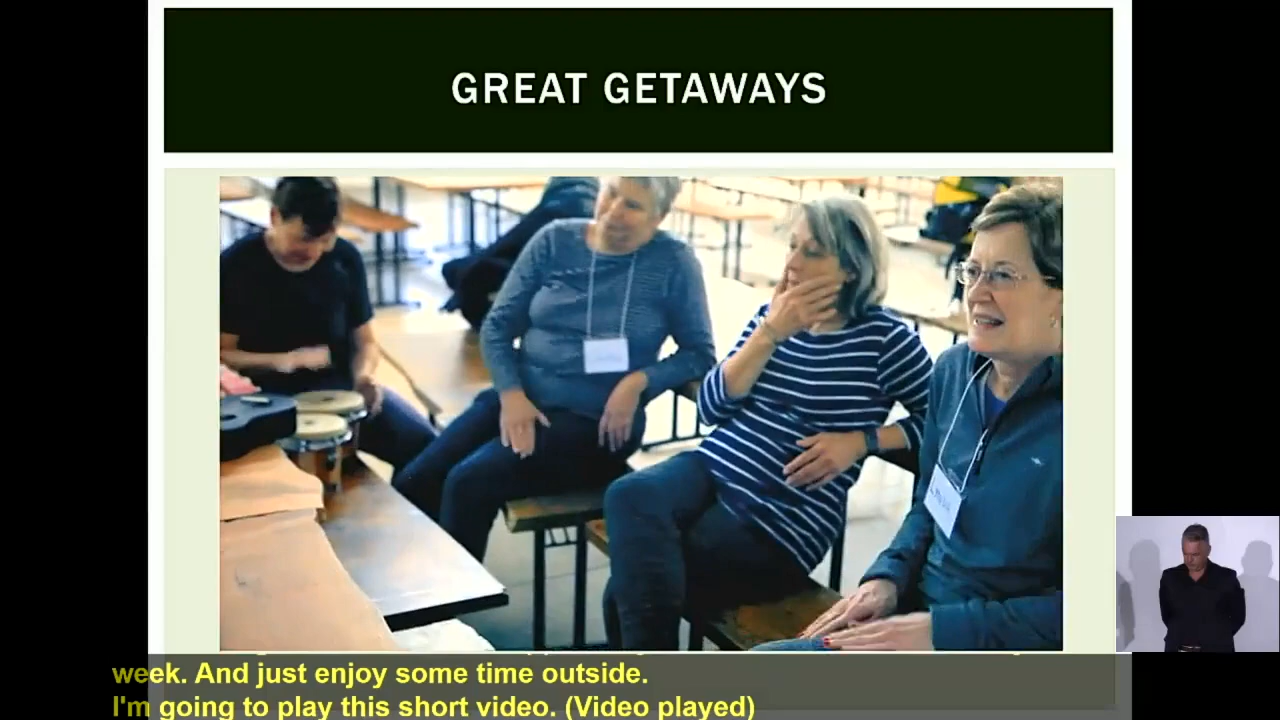 GREAT GETAWAYS
week. And just enjoy some time outside.
I'm going to play this short video. (Video played)